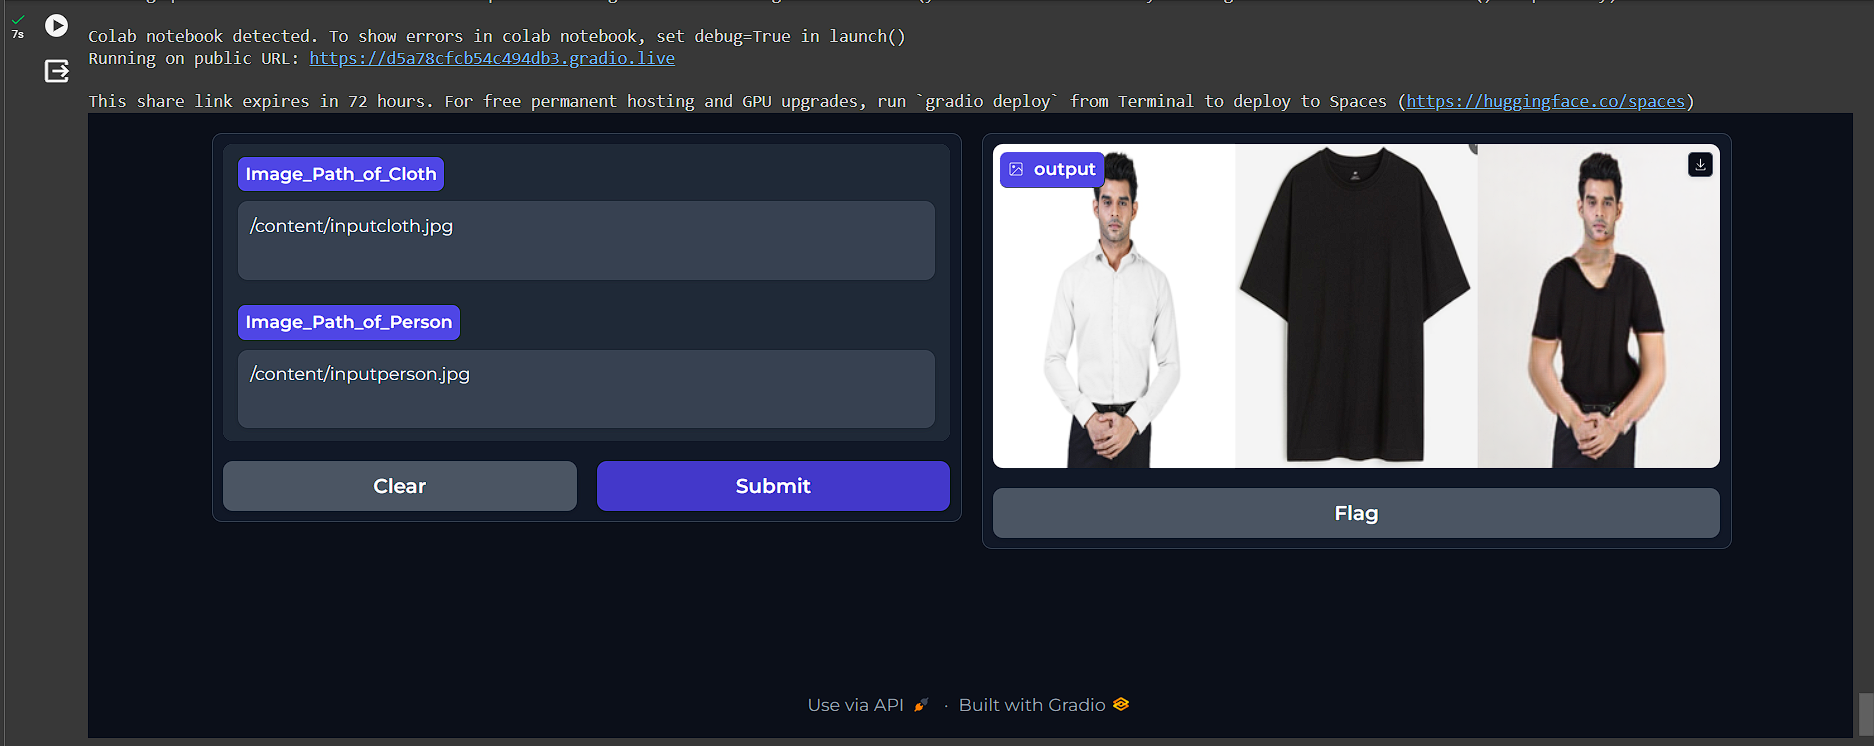 7s
Colab notebook detected. To show errors in colab notebook, set debug=True in launch()
Running on public URL: https://d5a78cfcb54c494db3.gradio.live
This share link expires in 72 hours. For free permanent hosting and GPU upgrades, run `gradio deploy` from Terminal to deploy to Spaces (https://huggingface.co/spaces)
Image_Path_of_Cloth
/content/inputcloth.jpg
Image_Path_of_Person
/content/inputperson.jpg
Clear
Submit
output
Flag
Use via API · Built with Gradio